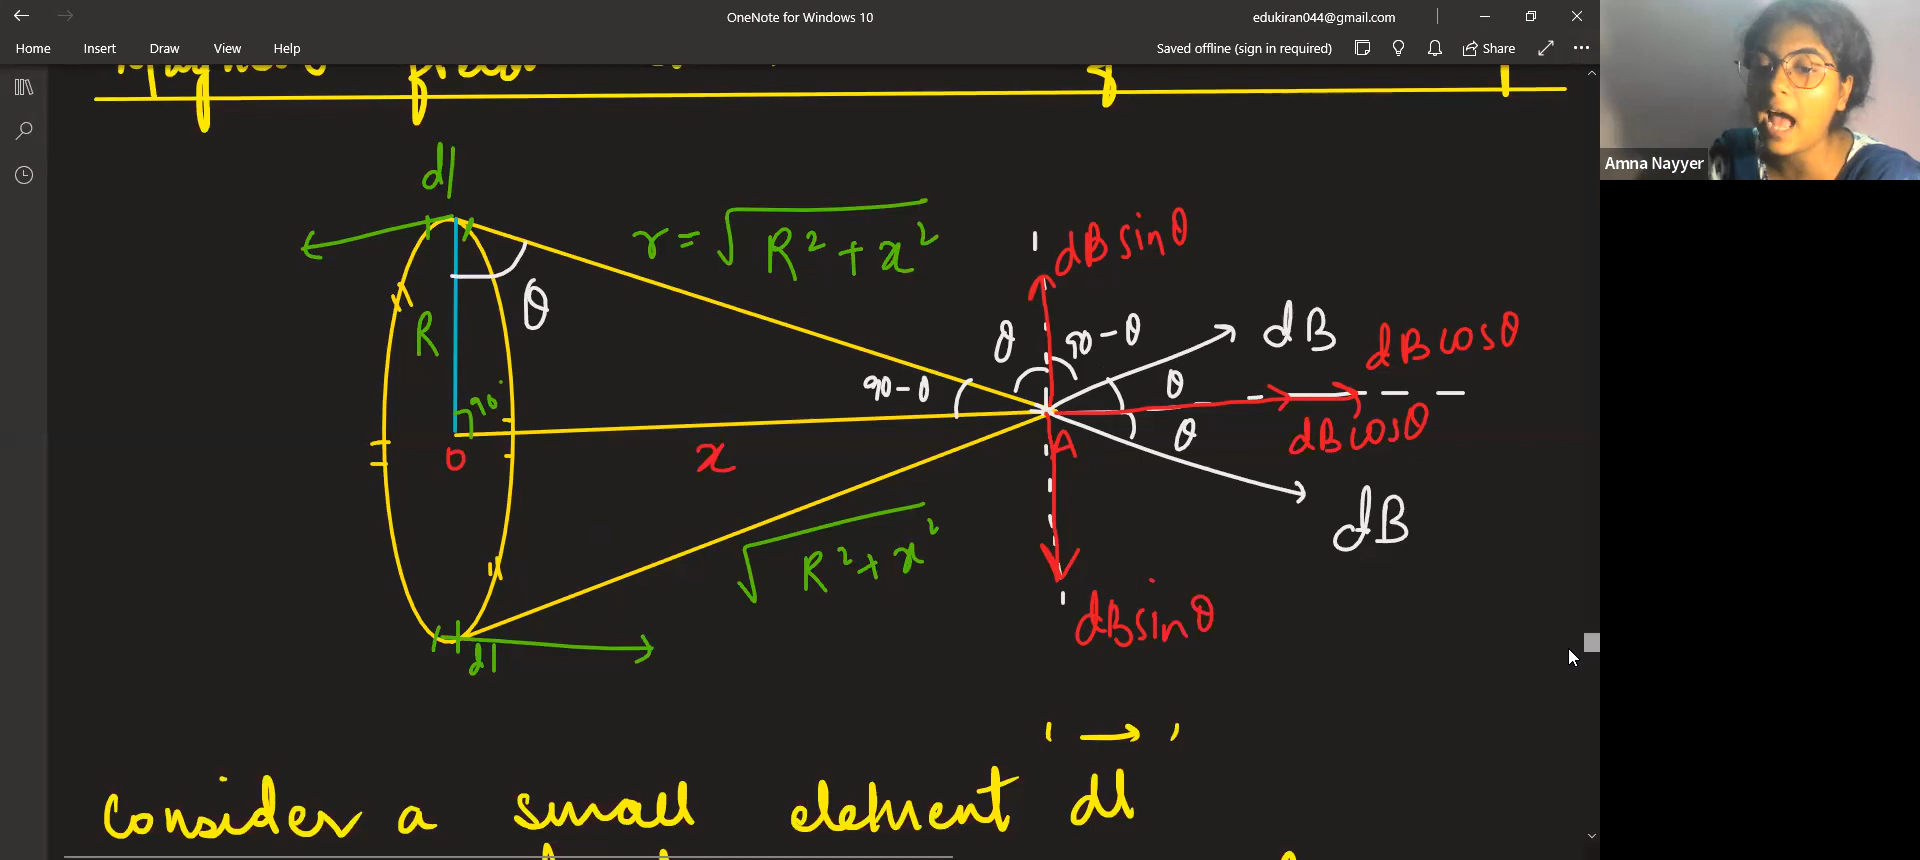 OneNote for Windows 10
edukiran044@gmail.com
Home Insert Draw View Help
Saved offline (sign in required) Share
Amna Nayyer
dl
r = √R² + x²
dB sinθ
θ
R
θ
90 - θ
dB
dB cosθ
90 - θ
θ
90°
dB cosθ
θ
A
O
x
dB
√R² + x²
dB sinθ
dl
' → '
Consider a small element dl